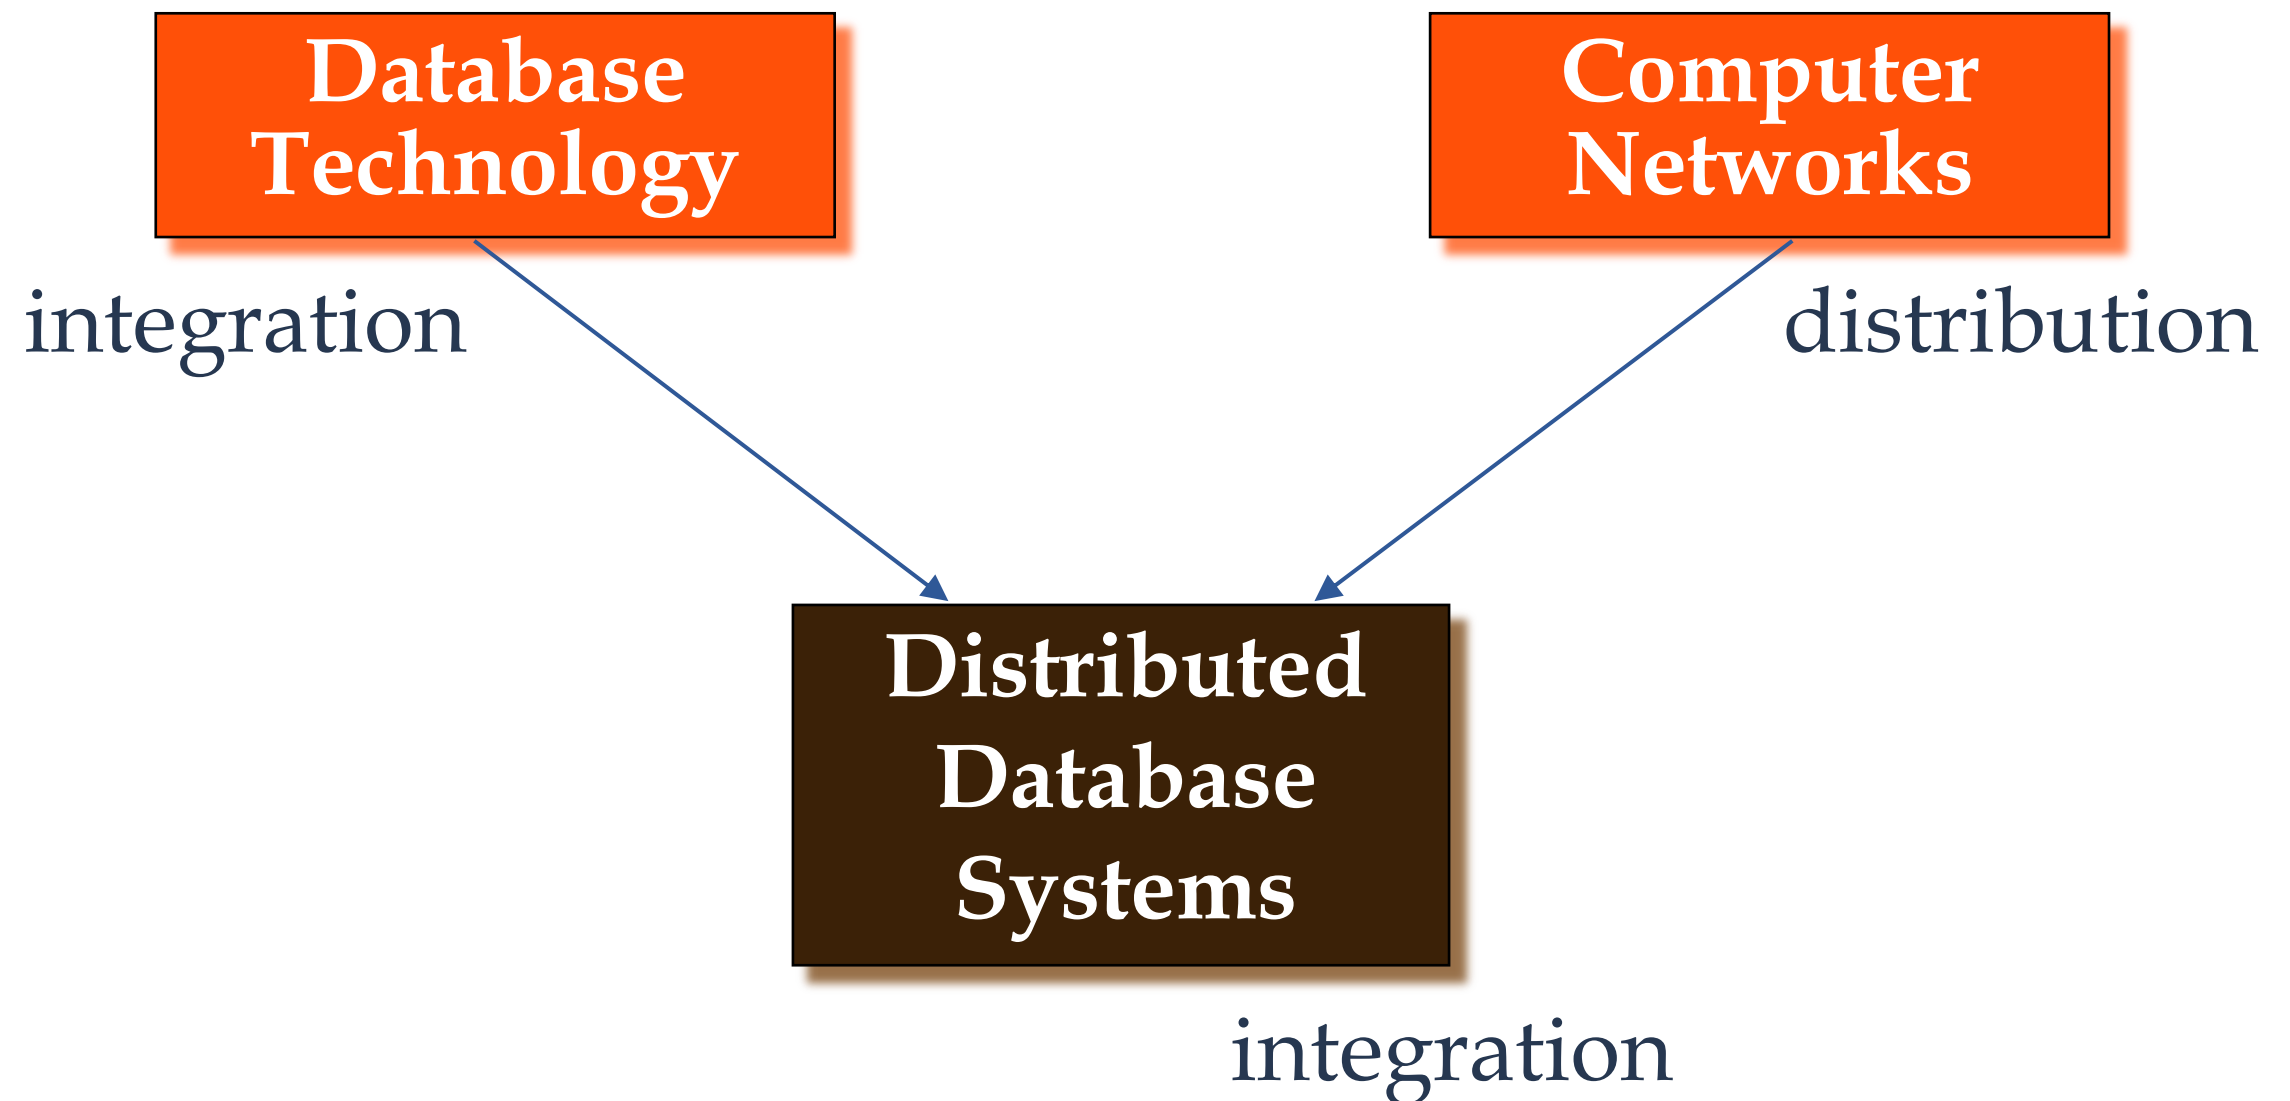 Database
Technology
Computer
Networks
integration
distribution
Distributed
Database
Systems
integration